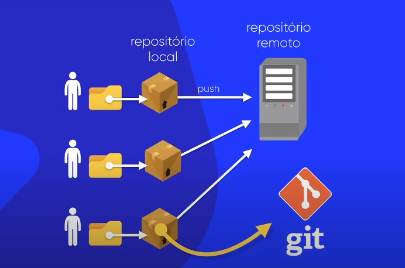 repositório
local
repositório
remoto
push
git